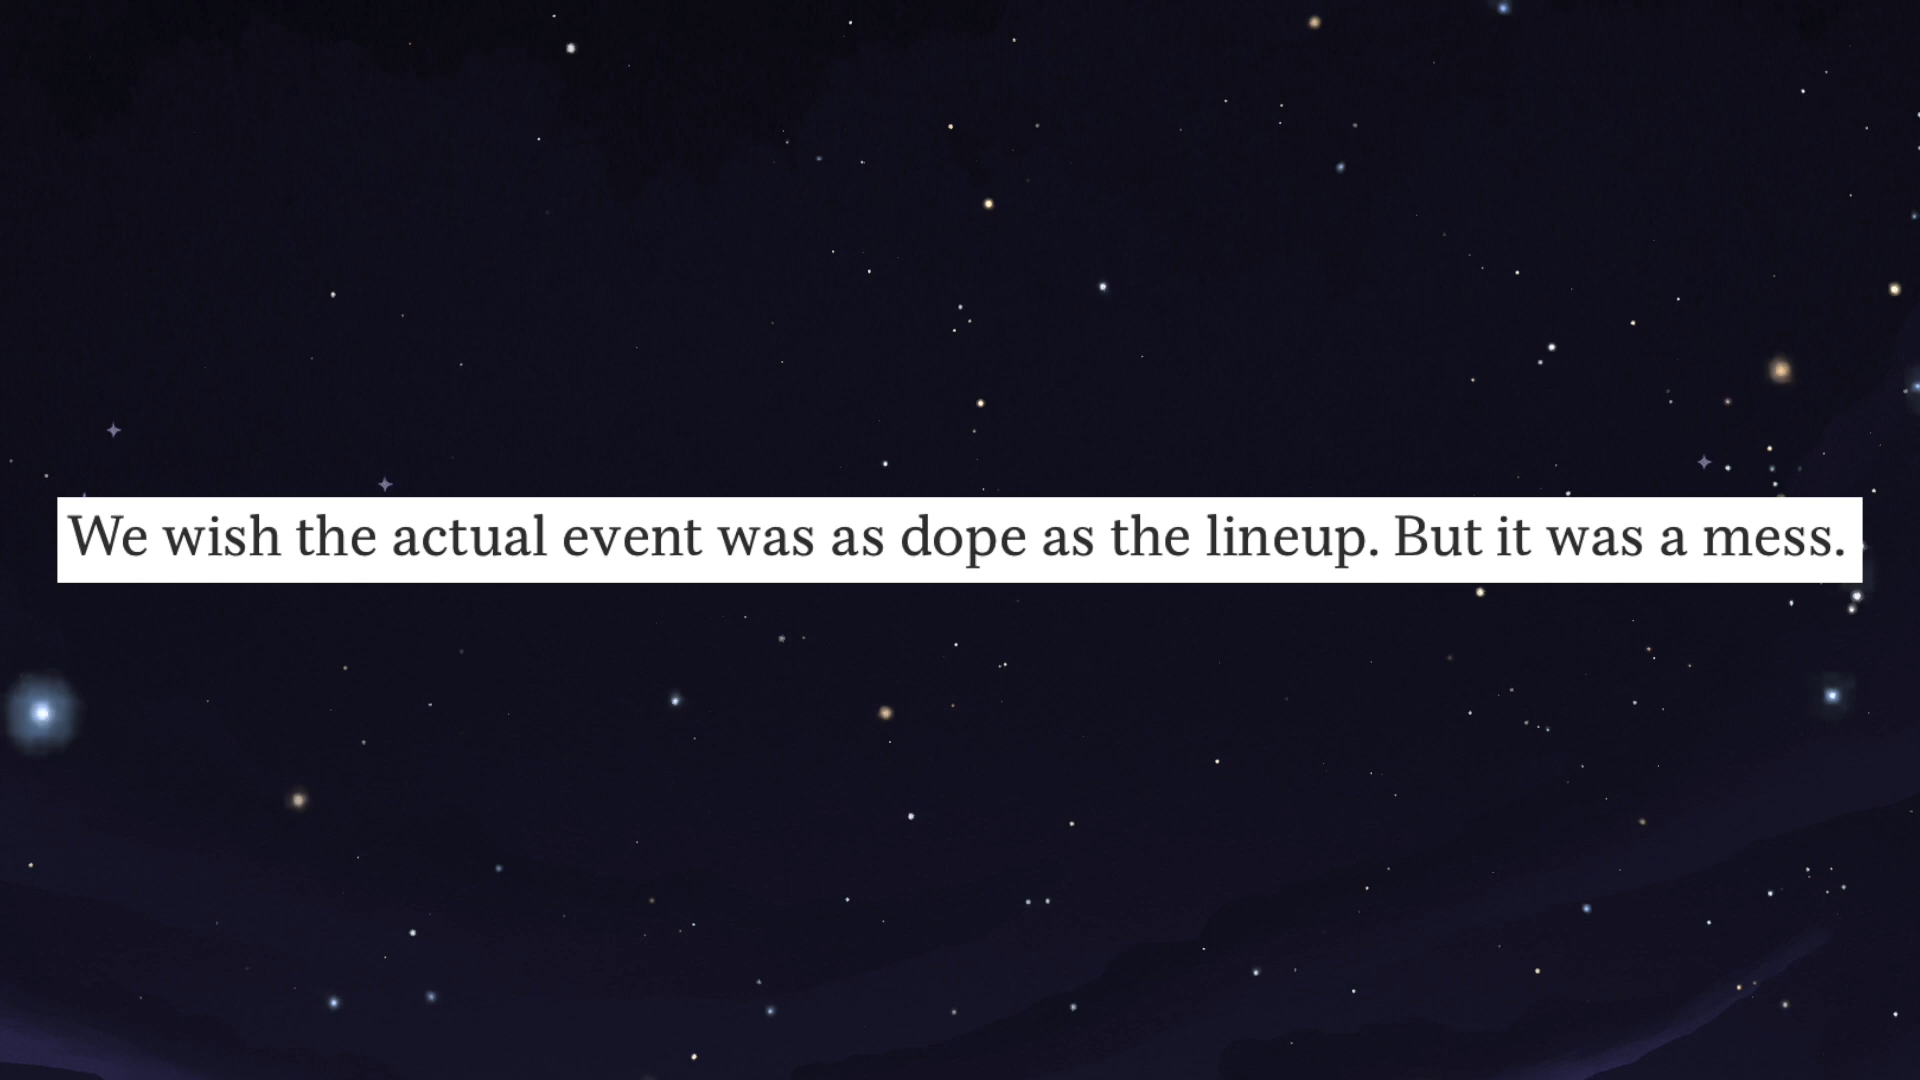 We wish the actual event was as dope as the lineup. But it was a mess.